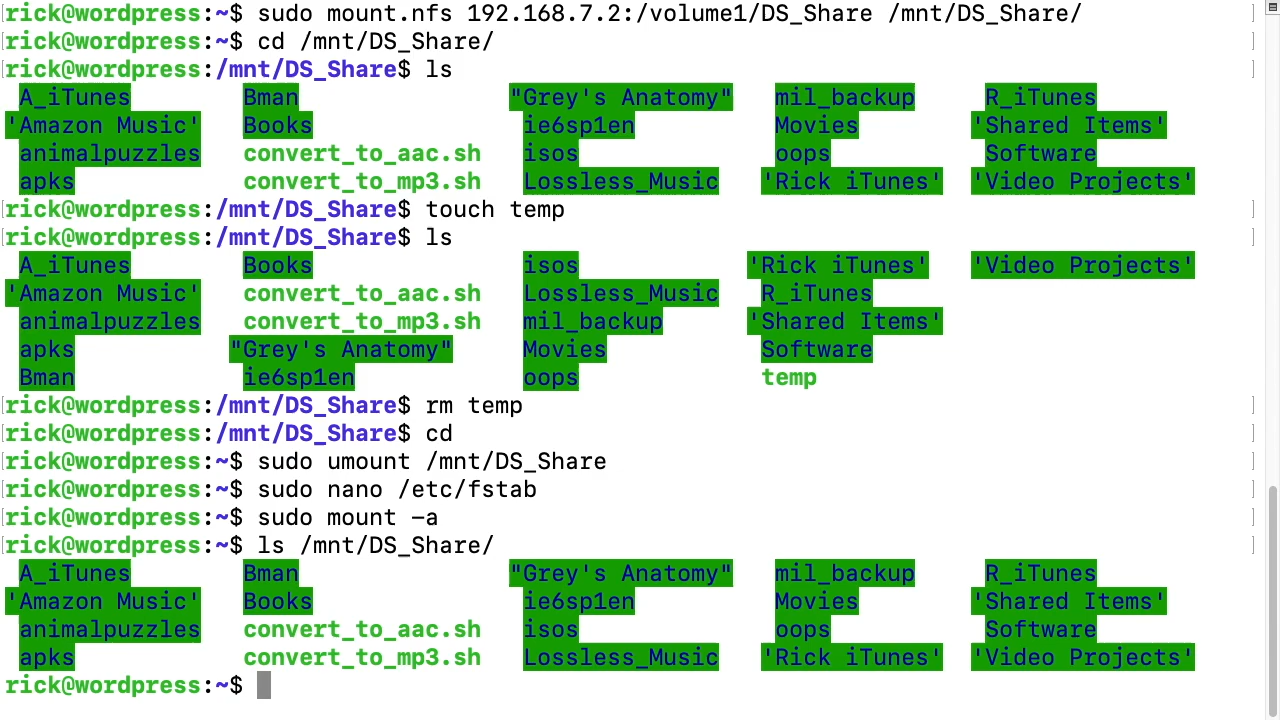 rick@wordpress:~$ sudo mount.nfs 192.168.7.2:/volume1/DS_Share /mnt/DS_Share/
rick@wordpress:~$ cd /mnt/DS_Share/
rick@wordpress:/mnt/DS_Share$ ls
A_iTunes Bman "Grey's Anatomy" mil_backup R_iTunes
'Amazon Music' Books ie6sp1en Movies 'Shared Items'
animalpuzzles convert_to_aac.sh isos oops Software
apks convert_to_mp3.sh Lossless_Music 'Rick iTunes' 'Video Projects'
rick@wordpress:/mnt/DS_Share$ touch temp
rick@wordpress:/mnt/DS_Share$ ls
A_iTunes Books isos 'Rick iTunes' 'Video Projects'
'Amazon Music' convert_to_aac.sh Lossless_Music R_iTunes
animalpuzzles convert_to_mp3.sh mil_backup 'Shared Items'
apks "Grey's Anatomy" Movies Software
Bman ie6sp1en oops temp
rick@wordpress:/mnt/DS_Share$ rm temp
rick@wordpress:/mnt/DS_Share$ cd
rick@wordpress:~$ sudo umount /mnt/DS_Share
rick@wordpress:~$ sudo nano /etc/fstab
rick@wordpress:~$ sudo mount -a
rick@wordpress:~$ ls /mnt/DS_Share/
A_iTunes Bman "Grey's Anatomy" mil_backup R_iTunes
'Amazon Music' Books ie6sp1en Movies 'Shared Items'
animalpuzzles convert_to_aac.sh isos oops Software
apks convert_to_mp3.sh Lossless_Music 'Rick iTunes' 'Video Projects'
rick@wordpress:~$